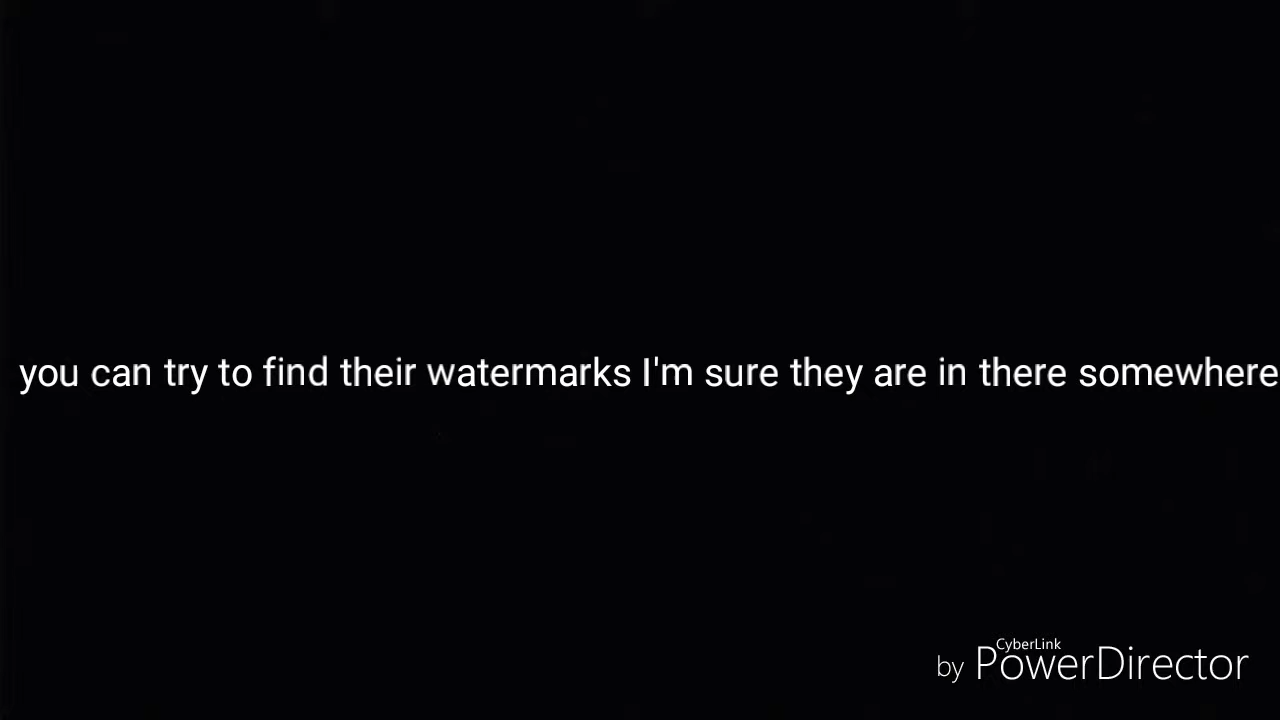 you can try to find their watermarks I'm sure they are in there somewhere
CyberLink
by PowerDirector